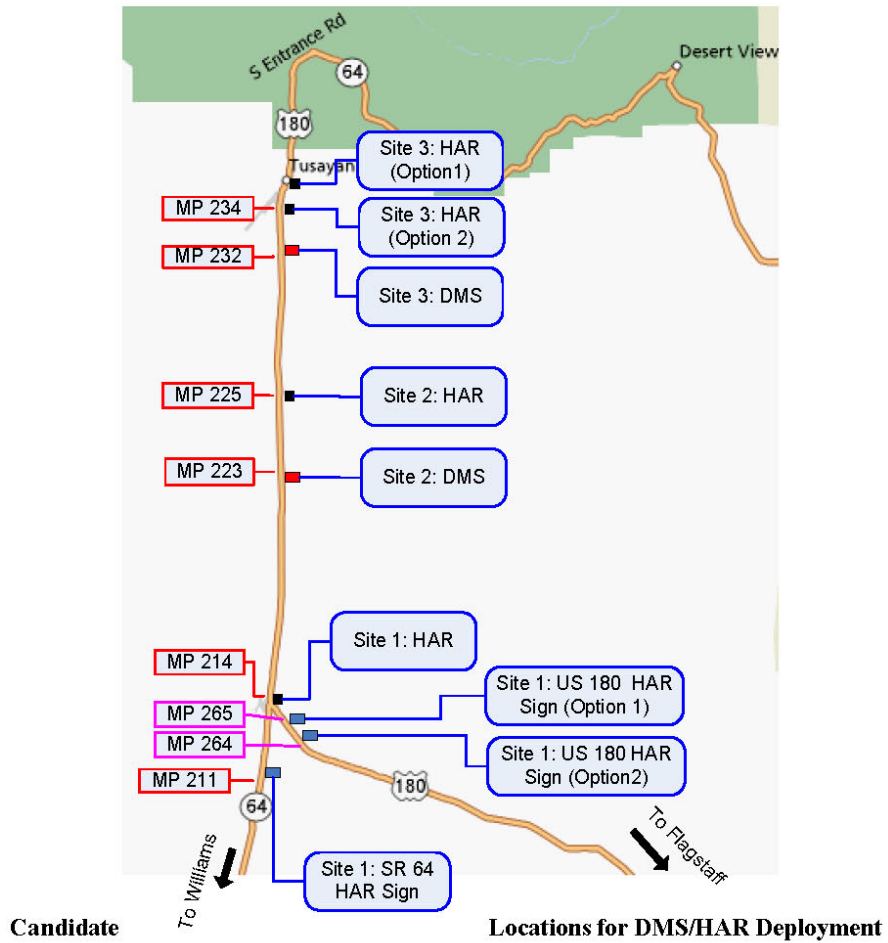 S Entrance Rd
64
Desert View
180
Tusayan
Site 3: HAR
(Option1)
MP 234
Site 3: HAR
(Option 2)
MP 232
Site 3: DMS
MP 225
Site 2: HAR
MP 223
Site 2: DMS
Site 1: HAR
MP 214
Site 1: US 180 HAR
Sign (Option 1)
MP 265
MP 264
Site 1: US 180 HAR
Sign (Option2)
MP 211
180
64
To Williams
To Flagstaff
Site 1: SR 64
HAR Sign
Candidate Locations for DMS/HAR Deployment